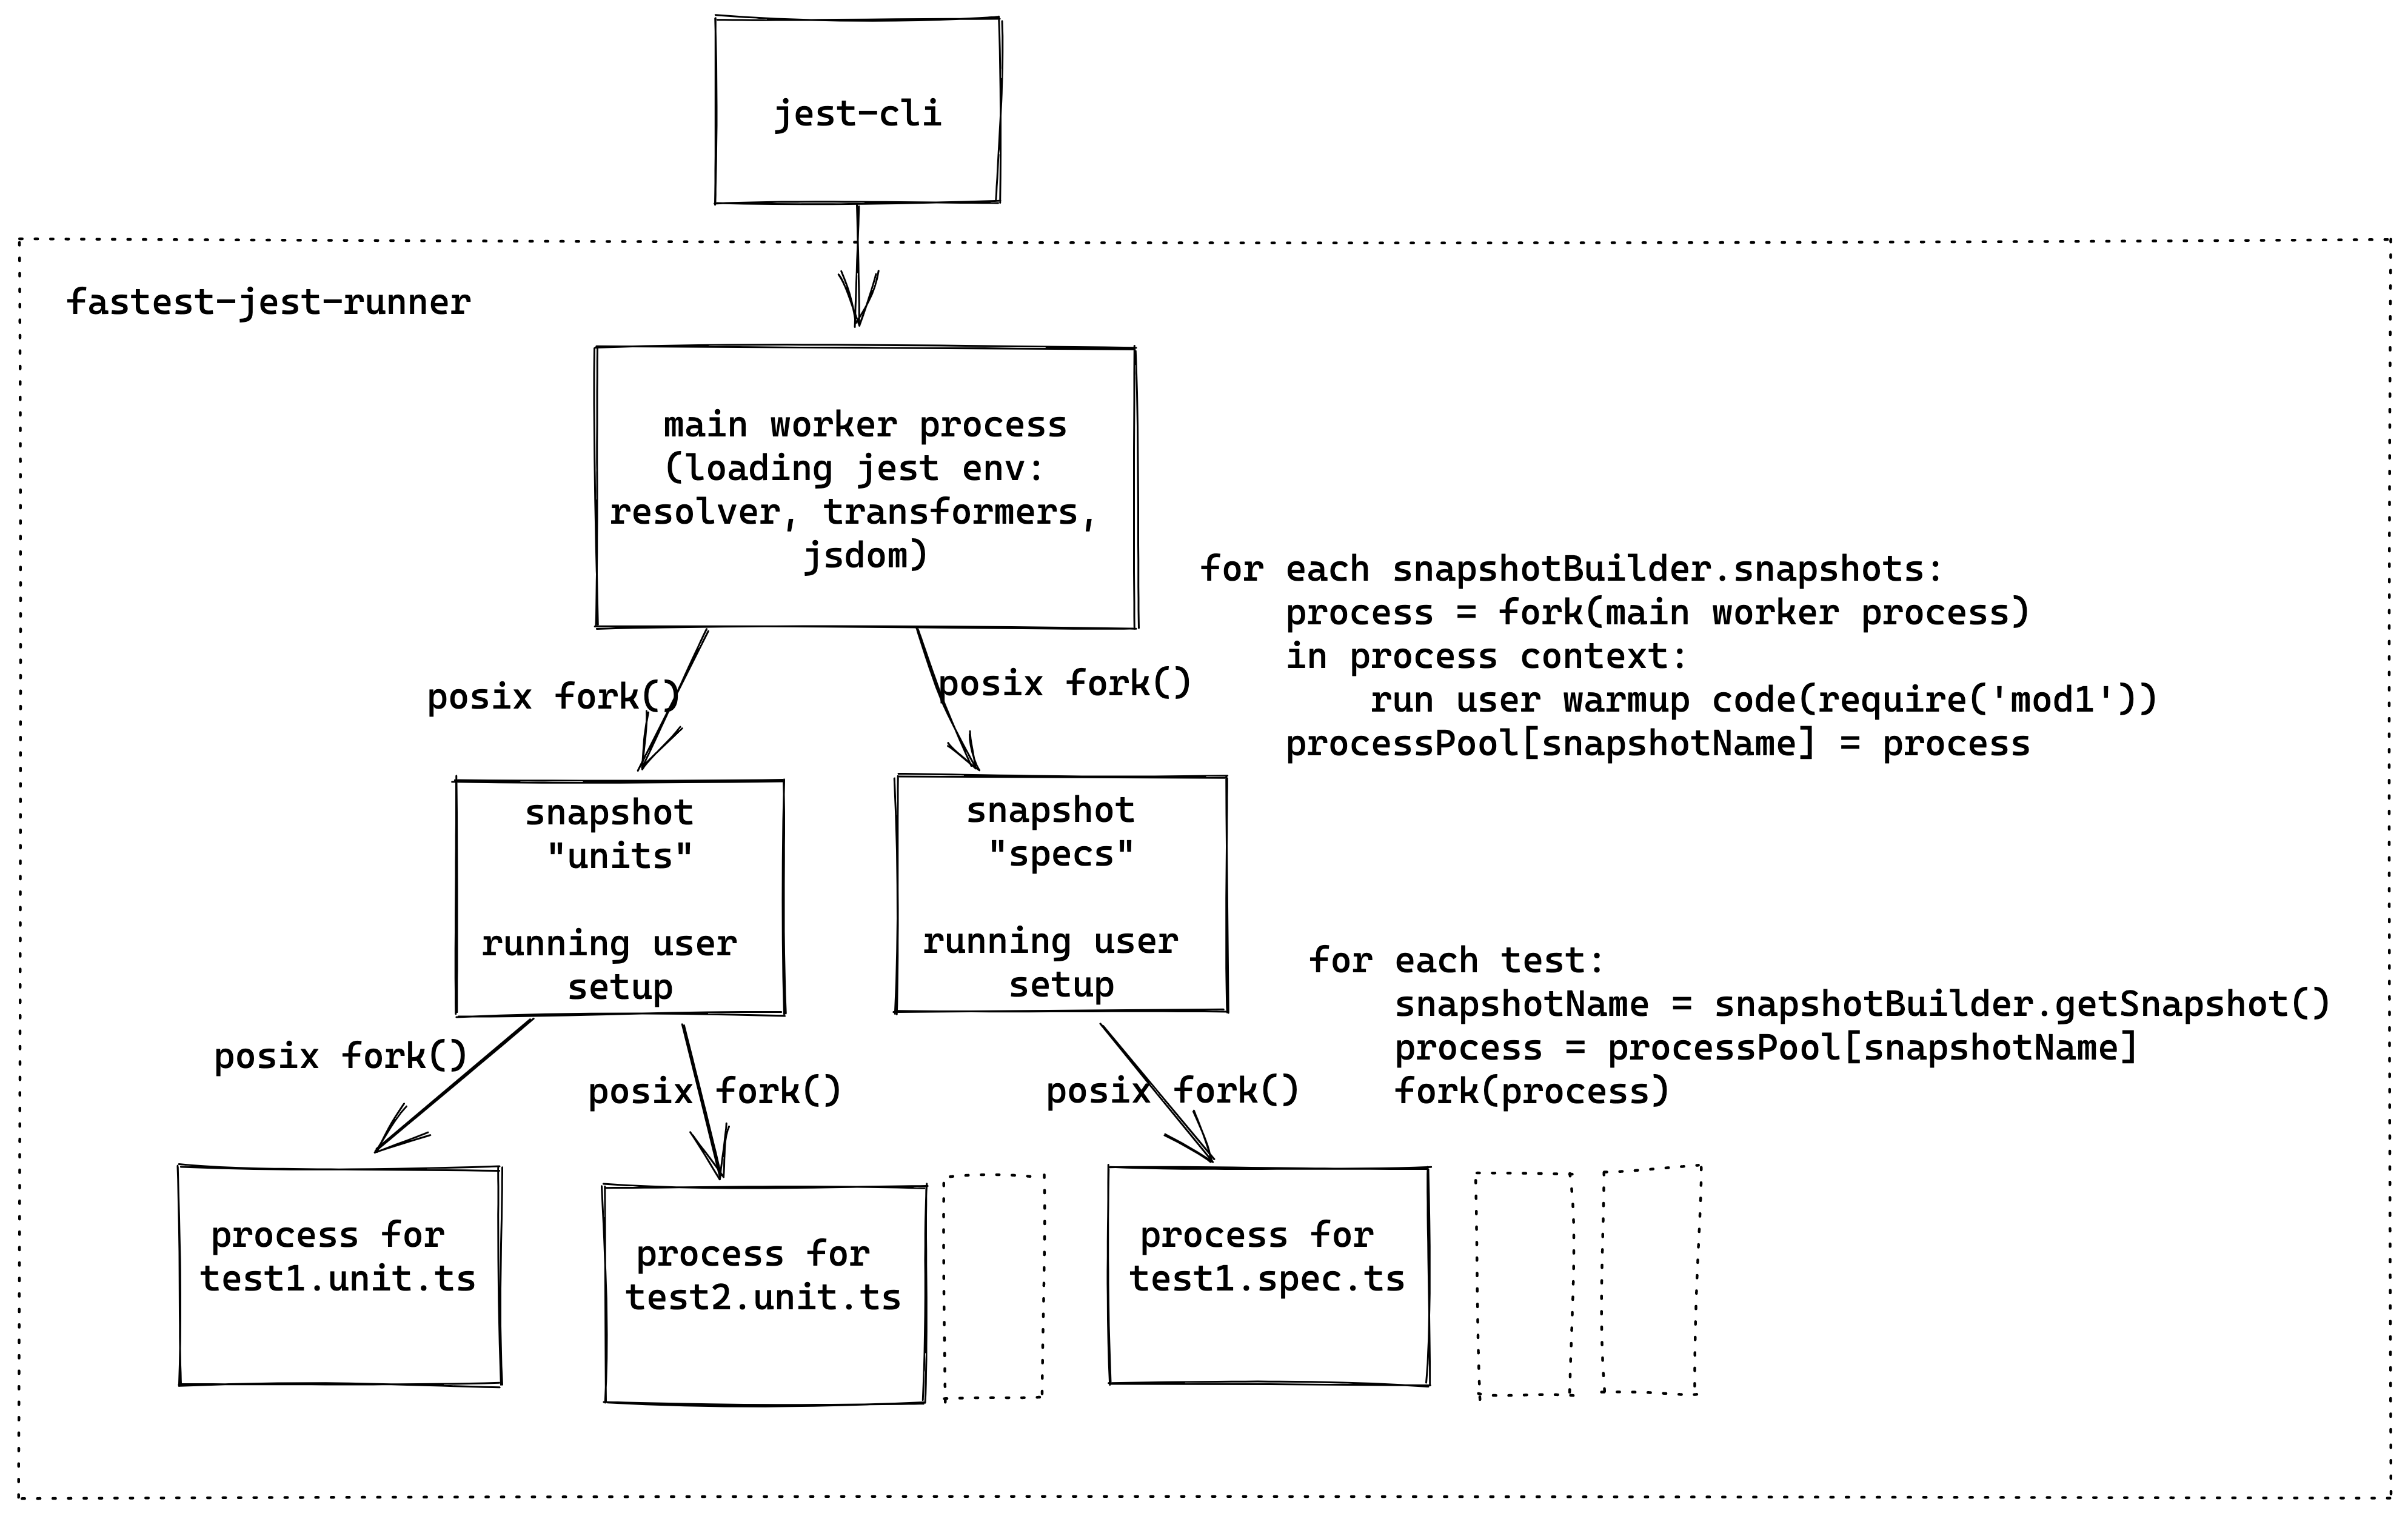 jest-cli
fastest-jest-runner
main worker process
(loading jest env:
resolver, transformers,
jsdom)
for each snapshotBuilder.snapshots:
    process = fork(main worker process)
    in process context:
        run user warmup code(require('mod1'))
    processPool[snapshotName] = process
posix fork()
posix fork()
snapshot
"units"
running user
setup
snapshot
"specs"
running user
setup
for each test:
    snapshotName = snapshotBuilder.getSnapshot()
    process = processPool[snapshotName]
    fork(process)
posix fork()
posix fork()
posix fork()
process for
test1.unit.ts
process for
test2.unit.ts
process for
test1.spec.ts